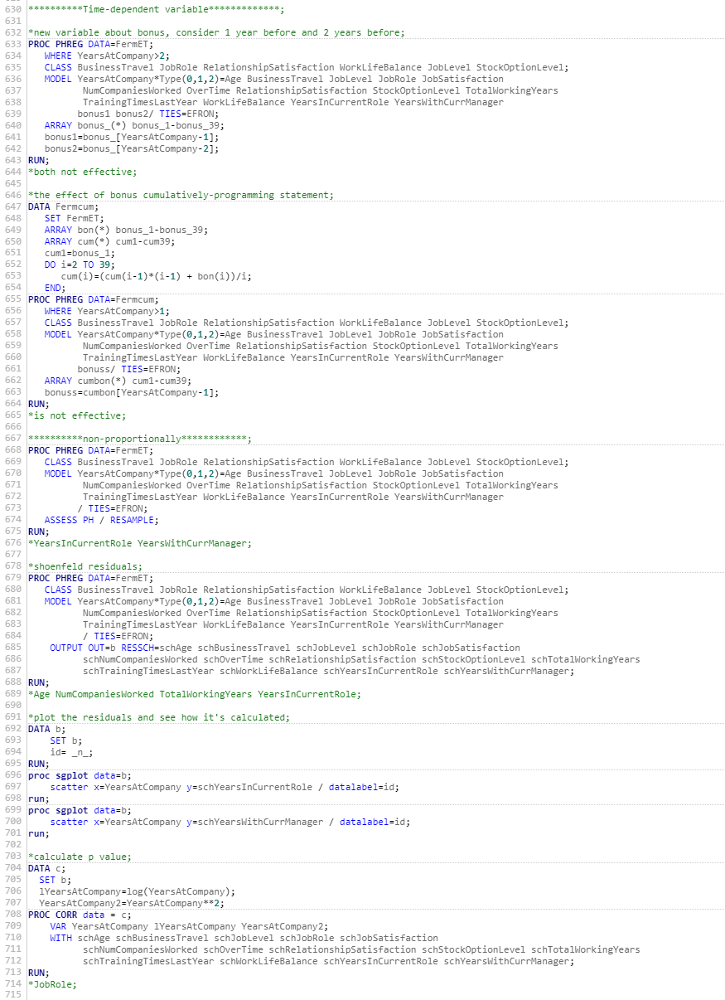 630 **********Time-dependent variable*************;
631
632 *new variable about bonus, consider 1 year before and 2 years before;
633 PROC PHREG DATA=FermET;
634    WHERE YearsAtCompany>2;
635    CLASS BusinessTravel JobRole RelationshipSatisfaction WorkLifeBalance JobLevel StockOptionLevel;
636    MODEL YearsAtCompany*Type(0,1,2)=Age BusinessTravel JobLevel JobRole JobSatisfaction
637           NumCompaniesWorked OverTime RelationshipSatisfaction StockOptionLevel TotalWorkingYears
638           TrainingTimesLastYear WorkLifeBalance YearsInCurrentRole YearsWithCurrManager
639          bonus1 bonus2/ TIES=EFRON;
640    ARRAY bonus_(*) bonus_1-bonus_39;
641    bonus1=bonus_[YearsAtCompany-1];
642    bonus2=bonus_[YearsAtCompany-2];
643 RUN;
644 *both not effective;
645
646 *the effect of bonus cumulatively-programming statement;
647 DATA Fermcum;
648    SET FermET;
649    ARRAY bon(*) bonus_1-bonus_39;
650    ARRAY cum(*) cum1-cum39;
651    cum1=bonus_1;
652    DO i=2 TO 39;
653       cum(i)=(cum(i-1)*(i-1) + bon(i))/i;
654    END;
655 PROC PHREG DATA=Fermcum;
656    WHERE YearsAtCompany>1;
657    CLASS BusinessTravel JobRole RelationshipSatisfaction WorkLifeBalance JobLevel StockOptionLevel;
658    MODEL YearsAtCompany*Type(0,1,2)=Age BusinessTravel JobLevel JobRole JobSatisfaction
659           NumCompaniesWorked OverTime RelationshipSatisfaction StockOptionLevel TotalWorkingYears
660           TrainingTimesLastYear WorkLifeBalance YearsInCurrentRole YearsWithCurrManager
661          bonuss/ TIES=EFRON;
662    ARRAY cumbon(*) cum1-cum39;
663    bonuss=cumbon[YearsAtCompany-1];
664 RUN;
665 *is not effective;
666
667 **********non-proportionally************;
668 PROC PHREG DATA=FermET;
669    CLASS BusinessTravel JobRole RelationshipSatisfaction WorkLifeBalance JobLevel StockOptionLevel;
670    MODEL YearsAtCompany*Type(0,1,2)=Age BusinessTravel JobLevel JobRole JobSatisfaction
671           NumCompaniesWorked OverTime RelationshipSatisfaction StockOptionLevel TotalWorkingYears
672           TrainingTimesLastYear WorkLifeBalance YearsInCurrentRole YearsWithCurrManager
673          / TIES=EFRON;
674    ASSESS PH / RESAMPLE;
675 RUN;
676 *YearsInCurrentRole YearsWithCurrManager;
677
678 *shoenfeld residuals;
679 PROC PHREG DATA=FermET;
680    CLASS BusinessTravel JobRole RelationshipSatisfaction WorkLifeBalance JobLevel StockOptionLevel;
681    MODEL YearsAtCompany*Type(0,1,2)=Age BusinessTravel JobLevel JobRole JobSatisfaction
682           NumCompaniesWorked OverTime RelationshipSatisfaction StockOptionLevel TotalWorkingYears
683           TrainingTimesLastYear WorkLifeBalance YearsInCurrentRole YearsWithCurrManager
684           / TIES=EFRON;
685     OUTPUT OUT=b RESSCH=schAge schBusinessTravel schJobLevel schJobRole schJobSatisfaction
686           schNumCompaniesWorked schOverTime schRelationshipSatisfaction schStockOptionLevel schTotalWorkingYears
687           schTrainingTimesLastYear schWorkLifeBalance schYearsInCurrentRole schYearsWithCurrManager;
688 RUN;
689 *Age NumCompaniesWorked TotalWorkingYears YearsInCurrentRole;
690
691 *plot the residuals and see how it's calculated;
692 DATA b;
693     SET b;
694     id= _n_;
695 RUN;
696 proc sgplot data=b;
697     scatter x=YearsAtCompany y=schYearsInCurrentRole / datalabel=id;
698 run;
699 proc sgplot data=b;
700     scatter x=YearsAtCompany y=schYearsWithCurrManager / datalabel=id;
701 run;
702
703 *calculate p value;
704 DATA c;
705   SET b;
706   lYearsAtCompany=log(YearsAtCompany);
707   YearsAtCompany2=YearsAtCompany**2;
708 PROC CORR data = c;
709     VAR YearsAtCompany lYearsAtCompany YearsAtCompany2;
710     WITH schAge schBusinessTravel schJobLevel schJobRole schJobSatisfaction
711           schNumCompaniesWorked schOverTime schRelationshipSatisfaction schStockOptionLevel schTotalWorkingYears
712           schTrainingTimesLastYear schWorkLifeBalance schYearsInCurrentRole schYearsWithCurrManager;
713 RUN;
714 *JobRole;
715